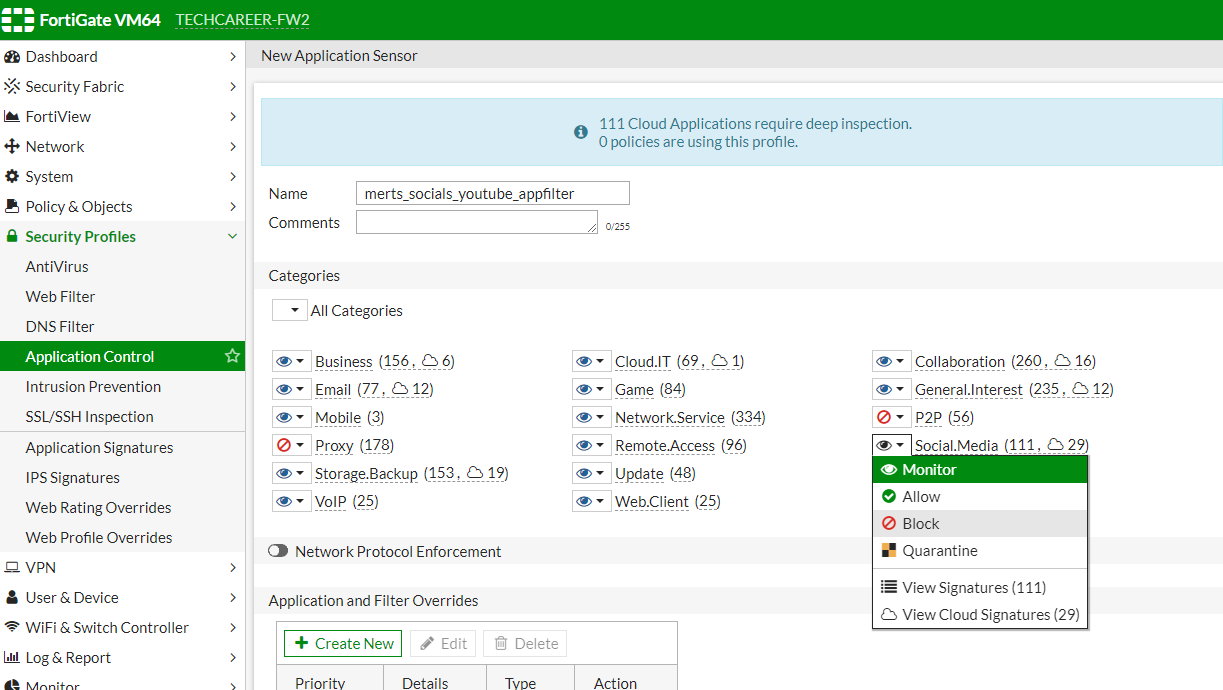 FortiGate VM64 TECHCAREER-FW2
Dashboard
Security Fabric
FortiView
Network
System
Policy & Objects
Security Profiles
AntiVirus
Web Filter
DNS Filter
Application Control
Intrusion Prevention
SSL/SSH Inspection
Application Signatures
IPS Signatures
Web Rating Overrides
Web Profile Overrides
VPN
User & Device
WiFi & Switch Controller
Log & Report
Monitor
New Application Sensor
111 Cloud Applications require deep inspection.
0 policies are using this profile.
Name merts_socials_youtube_appfilter
Comments 0/255
Categories
All Categories
Business (156, 6) Cloud.IT (69, 1) Collaboration (260, 16)
Email (77, 12) Game (84) General.Interest (235, 12)
Mobile (3) Network.Service (334) P2P (56)
Proxy (178) Remote.Access (96) Social.Media (111, 29)
Storage.Backup (153, 19) Update (48)
VoIP (25) Web.Client (25)
Monitor
Allow
Block
Quarantine
View Signatures (111)
View Cloud Signatures (29)
Network Protocol Enforcement
Application and Filter Overrides
+ Create New Edit Delete
Priority Details Type Action